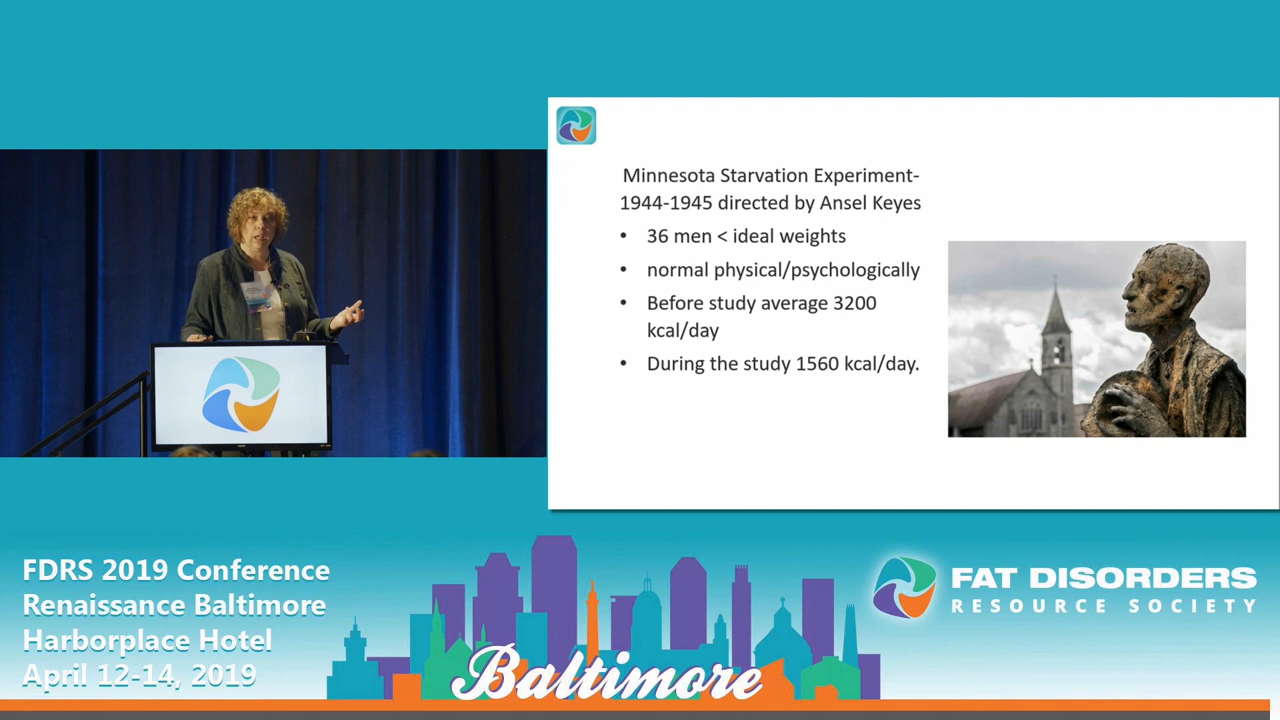 Minnesota Starvation Experiment-
1944-1945 directed by Ansel Keyes
• 36 men < ideal weights
• normal physical/psychologically
• Before study average 3200
kcal/day
• During the study 1560 kcal/day.
FDRS 2019 Conference
Renaissance Baltimore
Harborplace Hotel
April 12-14, 2019
Baltimore
FAT DISORDERS
RESOURCE SOCIETY